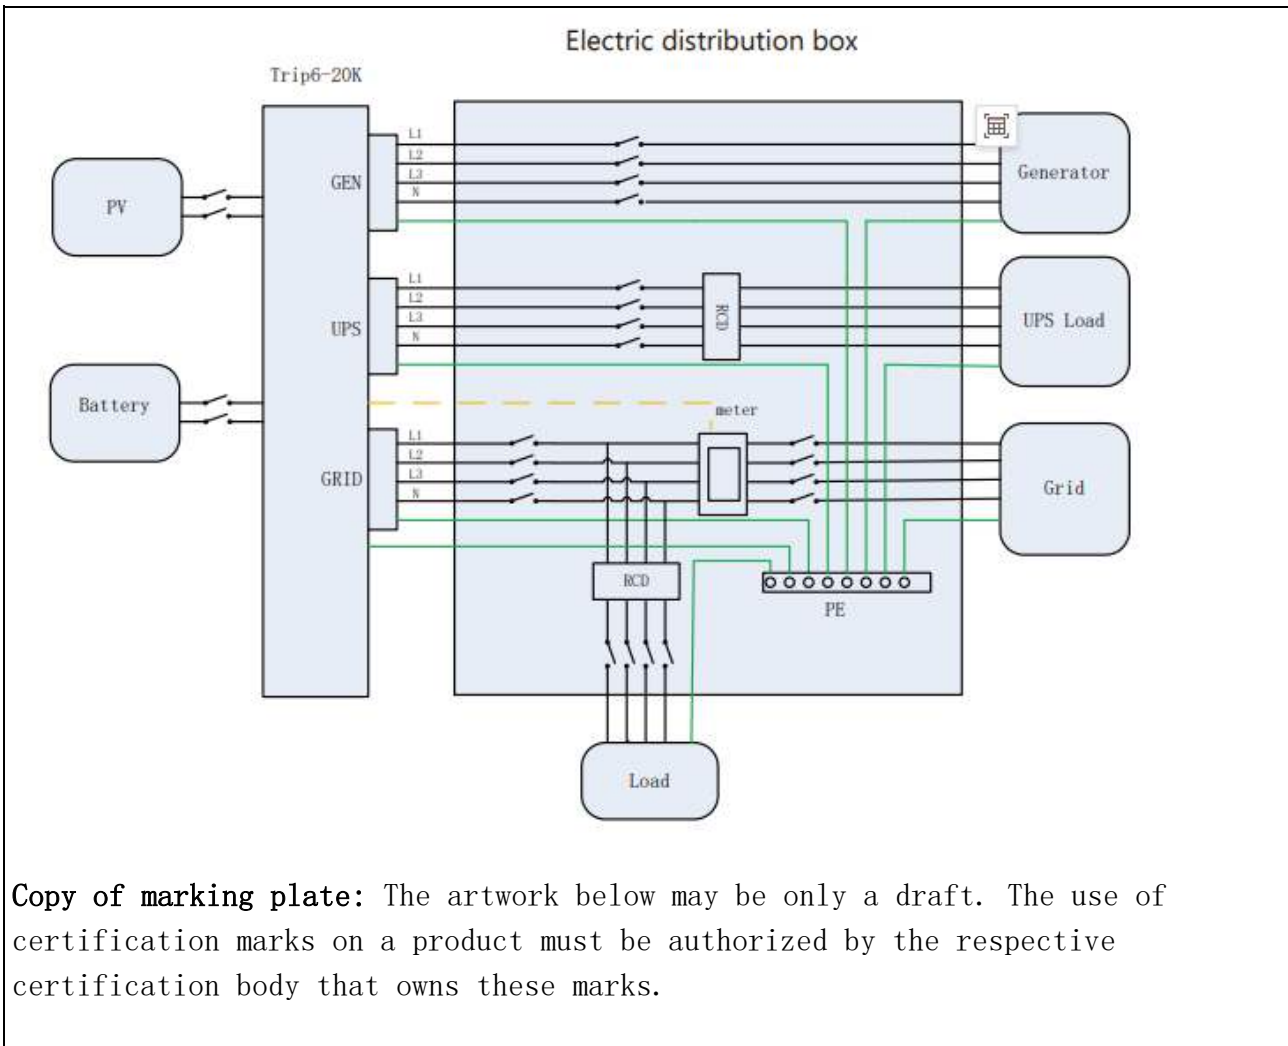 Electric distribution box
Trip6-20K
L1
L2
L3
N
GEN
Generator
PV
L1
L2
L3
N
UPS
RCD
UPS Load
Battery
meter
L1
L2
L3
N
GRID
Grid
RCD
PE
Load
Copy of marking plate: The artwork below may be only a draft. The use of
certification marks on a product must be authorized by the respective
certification body that owns these marks.